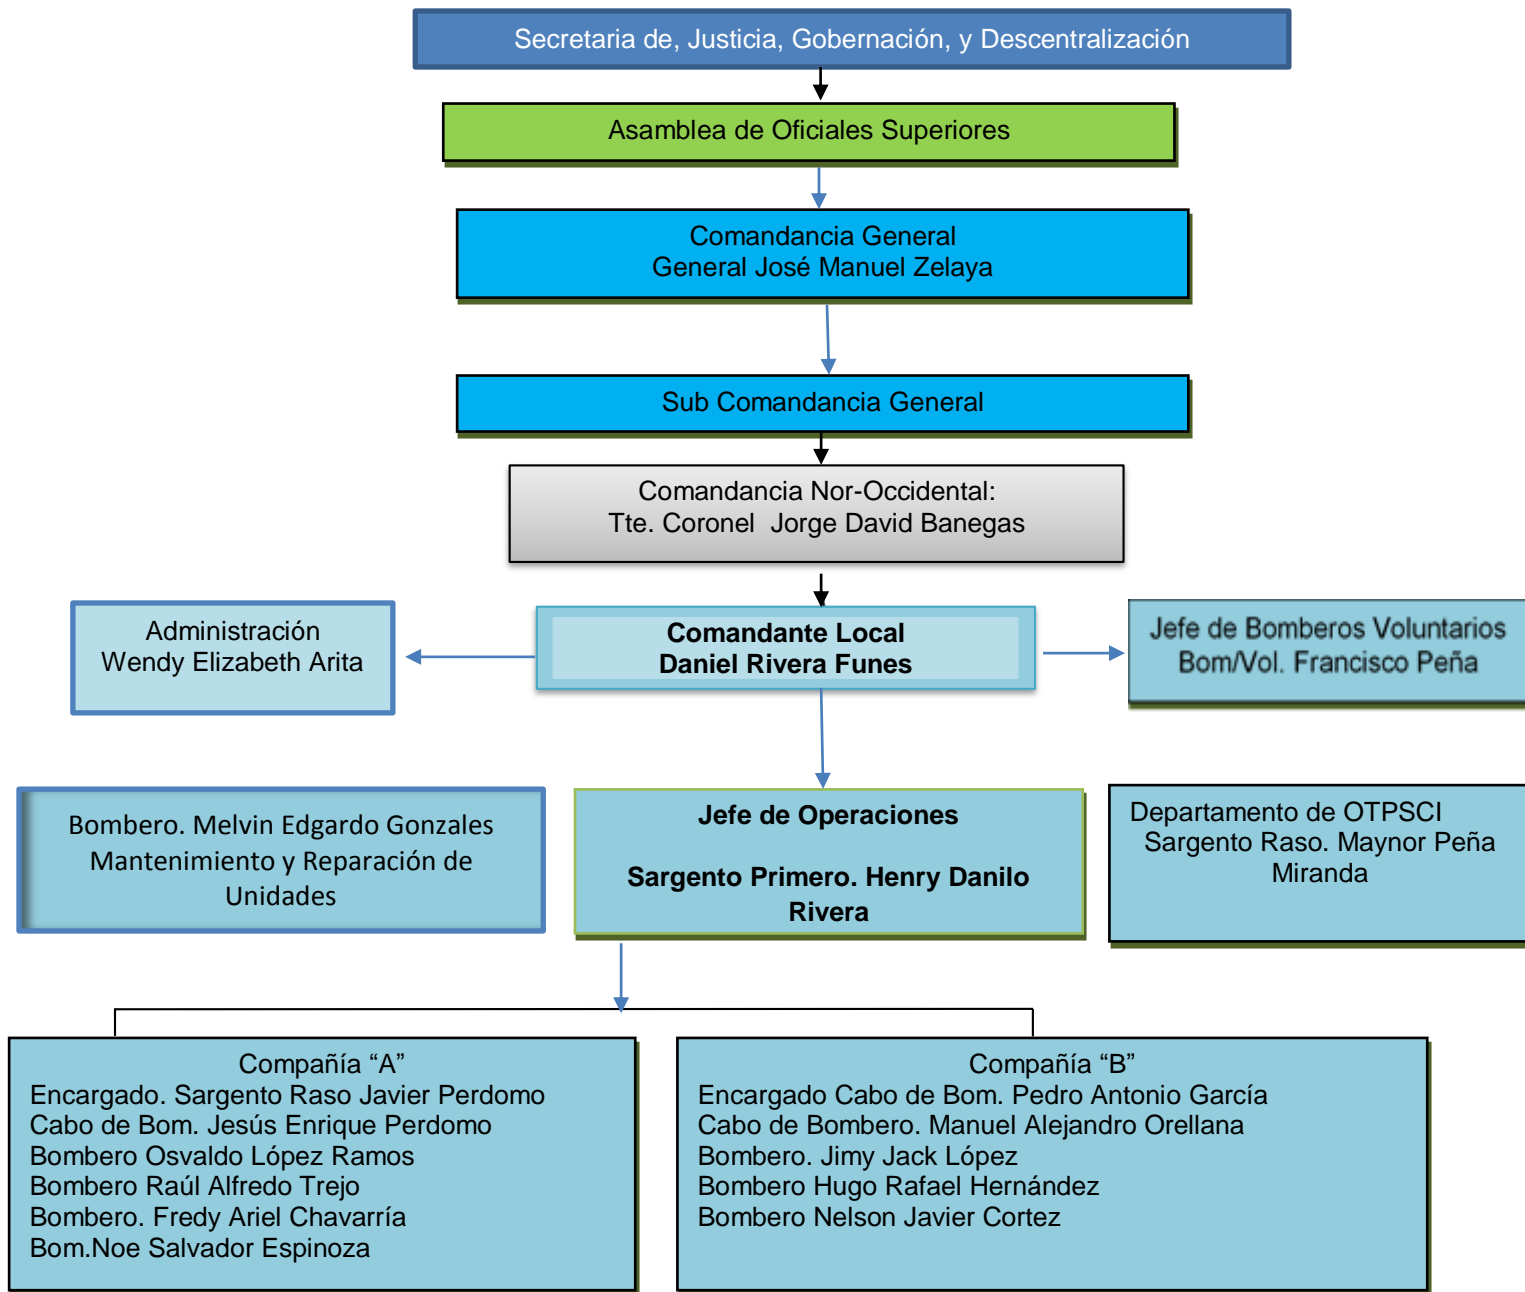 Secretaria de, Justicia, Gobernación, y Descentralización
Asamblea de Oficiales Superiores
Comandancia General
General José Manuel Zelaya
Sub Comandancia General
Comandancia Nor-Occidental:
Tte. Coronel  Jorge David Banegas
Administración
Wendy Elizabeth Arita
Comandante Local
Daniel Rivera Funes
Jefe de Bomberos Voluntarios
Bom/Vol. Francisco Peña
Bombero. Melvin Edgardo Gonzales
Mantenimiento y Reparación de
Unidades
Jefe de Operaciones
Sargento Primero. Henry Danilo
Rivera
Departamento de OTPSCI
Sargento Raso. Maynor Peña
Miranda
Compañía “A”
Encargado. Sargento Raso Javier Perdomo
Cabo de Bom. Jesús Enrique Perdomo
Bombero Osvaldo López Ramos
Bombero Raúl Alfredo Trejo
Bombero. Fredy Ariel Chavarría
Bom.Noe Salvador Espinoza
Compañía “B”
Encargado Cabo de Bom. Pedro Antonio García
Cabo de Bombero. Manuel Alejandro Orellana
Bombero. Jimy Jack López
Bombero Hugo Rafael Hernández
Bombero Nelson Javier Cortez